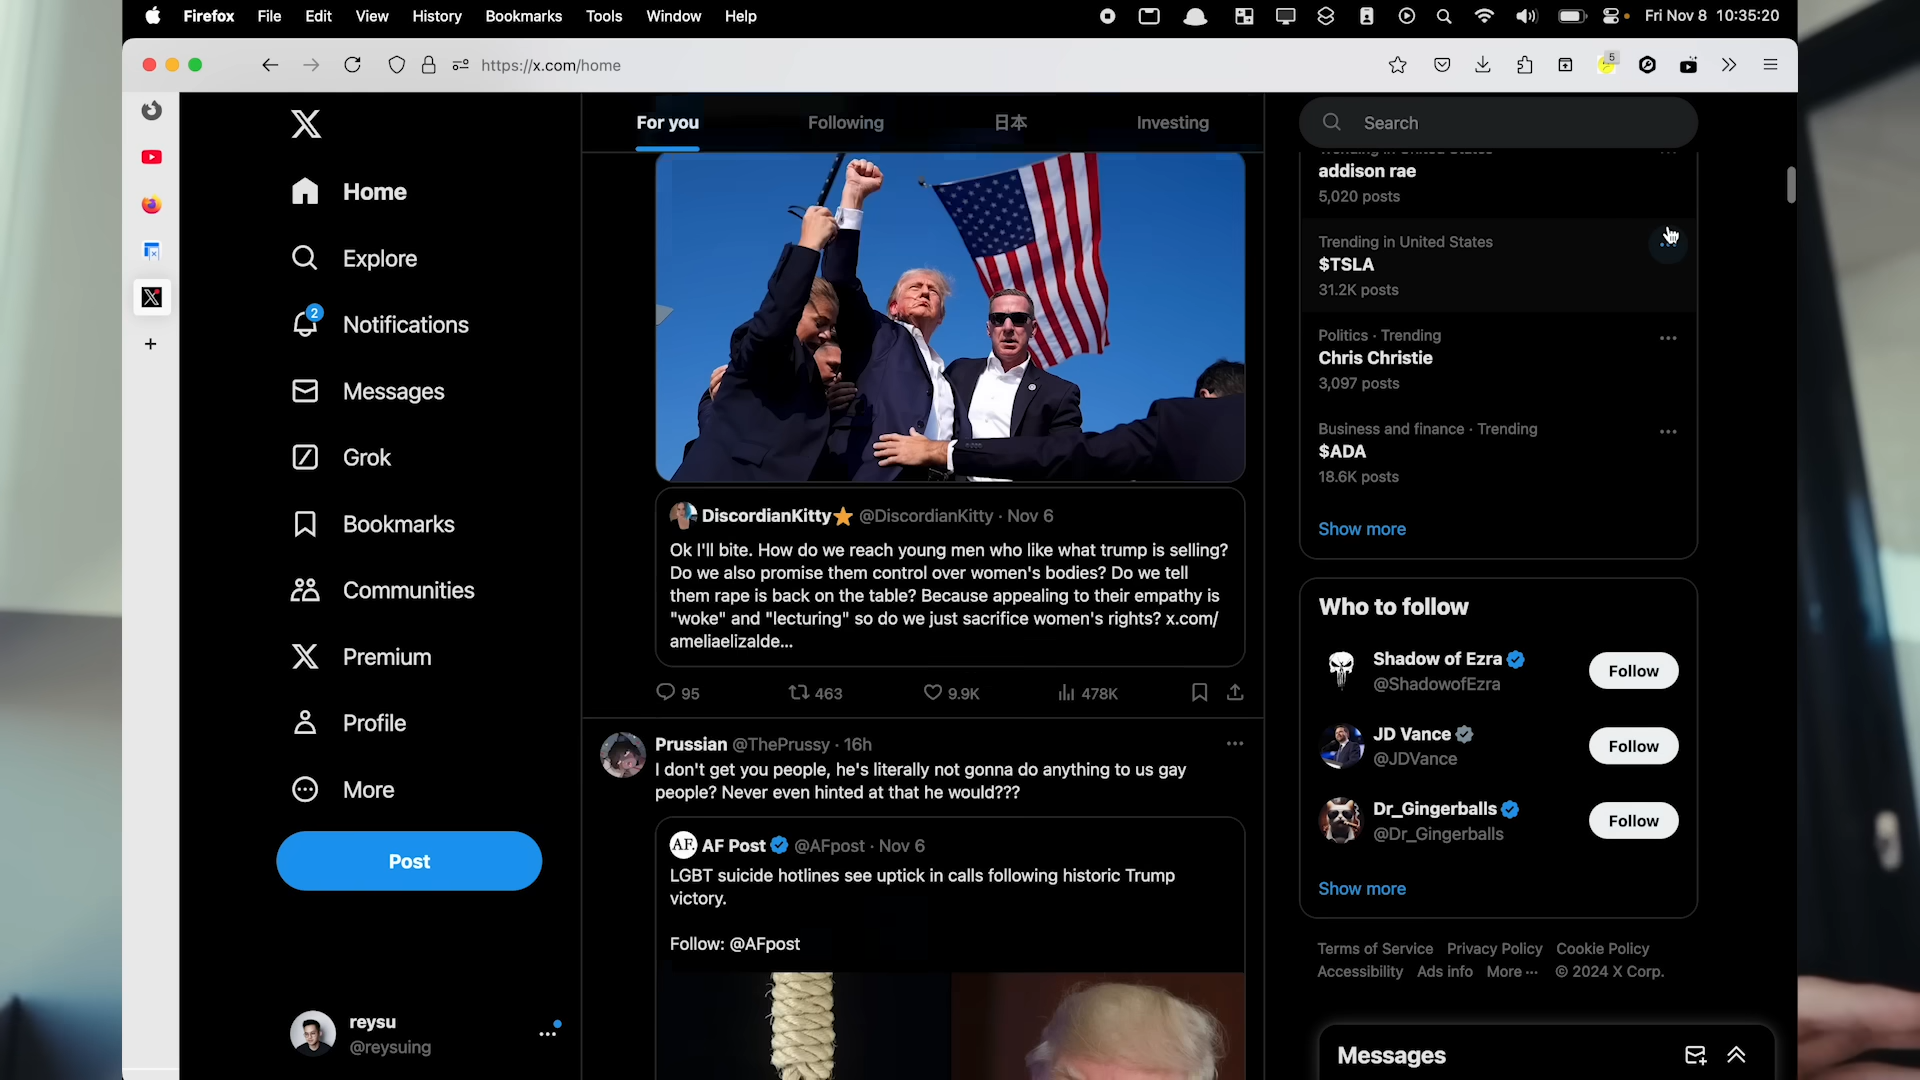 Firefox File Edit View History Bookmarks Tools Window Help
Fri Nov 8 10:35:20
https://x.com/home
5
For you
Following
日本
Investing
Search
Home
Explore
2
Notifications
Messages
Grok
Bookmarks
Communities
Premium
Profile
More
Post
reysu
@reysuing
DiscordianKitty⭐ @DiscordianKitty · Nov 6
Ok I'll bite. How do we reach young men who like what trump is selling?
Do we also promise them control over women's bodies? Do we tell
them rape is back on the table? Because appealing to their empathy is
"woke" and "lecturing" so do we just sacrifice women's rights? x.com/
ameliaelizalde...
95 463 9.9K 478K
Prussian @ThePrussy · 16h
I don't get you people, he's literally not gonna do anything to us gay
people? Never even hinted at that he would???
AF. AF Post @AFpost · Nov 6
LGBT suicide hotlines see uptick in calls following historic Trump
victory.
Follow: @AFpost
Trending in United States
addison rae
5,020 posts
Trending in United States
$TSLA
31.2K posts
Politics · Trending
Chris Christie
3,097 posts
Business and finance · Trending
$ADA
18.6K posts
Show more
Who to follow
Shadow of Ezra
@ShadowofEzra
Follow
JD Vance
@JDVance
Follow
Dr_Gingerballs
@Dr_Gingerballs
Follow
Show more
Terms of Service Privacy Policy Cookie Policy
Accessibility Ads info More ··· © 2024 X Corp.
Messages